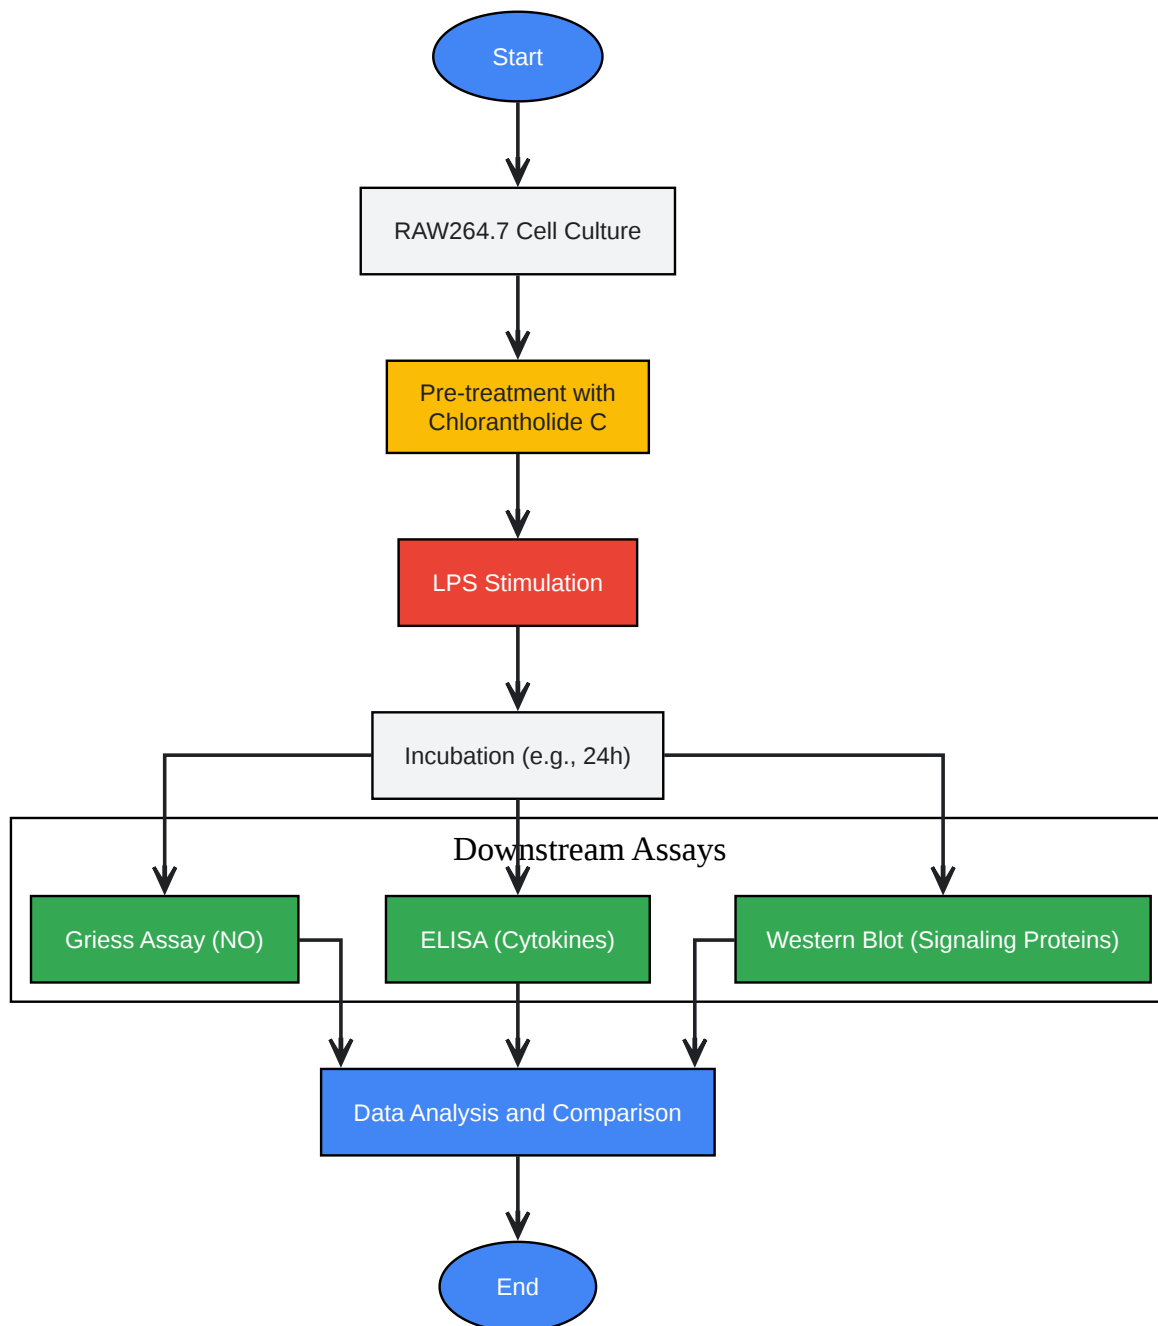 Start
RAW264.7 Cell Culture
Pre-treatment with
Chlorantholide C
LPS Stimulation
Incubation (e.g., 24h)
Downstream Assays
Griess Assay (NO)
ELISA (Cytokines)
Western Blot (Signaling Proteins)
Data Analysis and Comparison
End